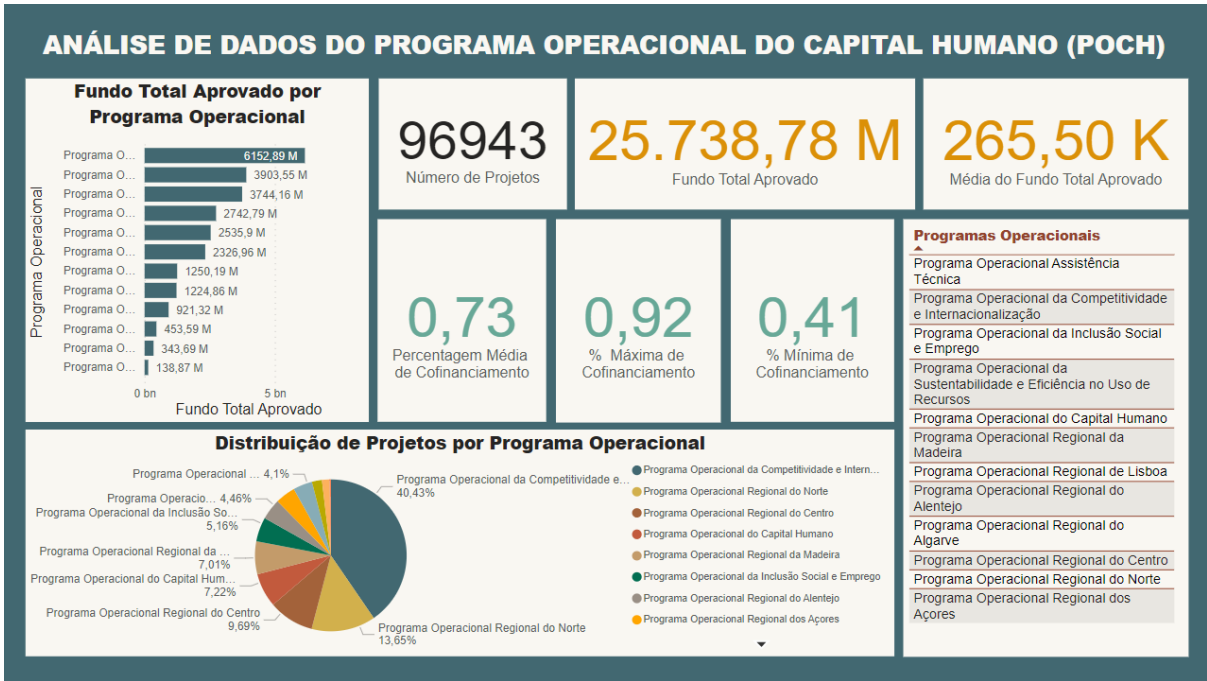 ANÁLISE DE DADOS DO PROGRAMA OPERACIONAL DO CAPITAL HUMANO (POCH)
Fundo Total Aprovado por
Programa Operacional
Programa Operacional
Programa O... 6152,89 M
Programa O... 3903,55 M
Programa O... 3744,16 M
Programa O... 2742,79 M
Programa O... 2535,9 M
Programa O... 2326,96 M
Programa O... 1250,19 M
Programa O... 1224,86 M
Programa O... 921,32 M
Programa O... 453,59 M
Programa O... 343,69 M
Programa O... 138,87 M
0 bn 5 bn
Fundo Total Aprovado
96943
Número de Projetos
25.738,78 M
Fundo Total Aprovado
265,50 K
Média do Fundo Total Aprovado
0,73
Percentagem Média
de Cofinanciamento
0,92
% Máxima de
Cofinanciamento
0,41
% Mínima de
Cofinanciamento
Programas Operacionais
Programa Operacional Assistência
Técnica
Programa Operacional da Competitividade
e Internacionalização
Programa Operacional da Inclusão Social
e Emprego
Programa Operacional da
Sustentabilidade e Eficiência no Uso de
Recursos
Programa Operacional do Capital Humano
Programa Operacional Regional da
Madeira
Programa Operacional Regional de Lisboa
Programa Operacional Regional do
Alentejo
Programa Operacional Regional do
Algarve
Programa Operacional Regional do Centro
Programa Operacional Regional do Norte
Programa Operacional Regional dos
Açores
Distribuição de Projetos por Programa Operacional
Programa Operacional ... 4,1%
Programa Operacio... 4,46%
Programa Operacional da Inclusão So...
5,16%
Programa Operacional Regional da ...
7,01%
Programa Operacional do Capital Hum...
7,22%
Programa Operacional Regional do Centro
9,69%
Programa Operacional da Competitividade e...
40,43%
Programa Operacional Regional do Norte
13,65%
Programa Operacional da Competitividade e Intern...
Programa Operacional Regional do Norte
Programa Operacional Regional do Centro
Programa Operacional do Capital Humano
Programa Operacional Regional da Madeira
Programa Operacional da Inclusão Social e Emprego
Programa Operacional Regional do Alentejo
Programa Operacional Regional dos Açores